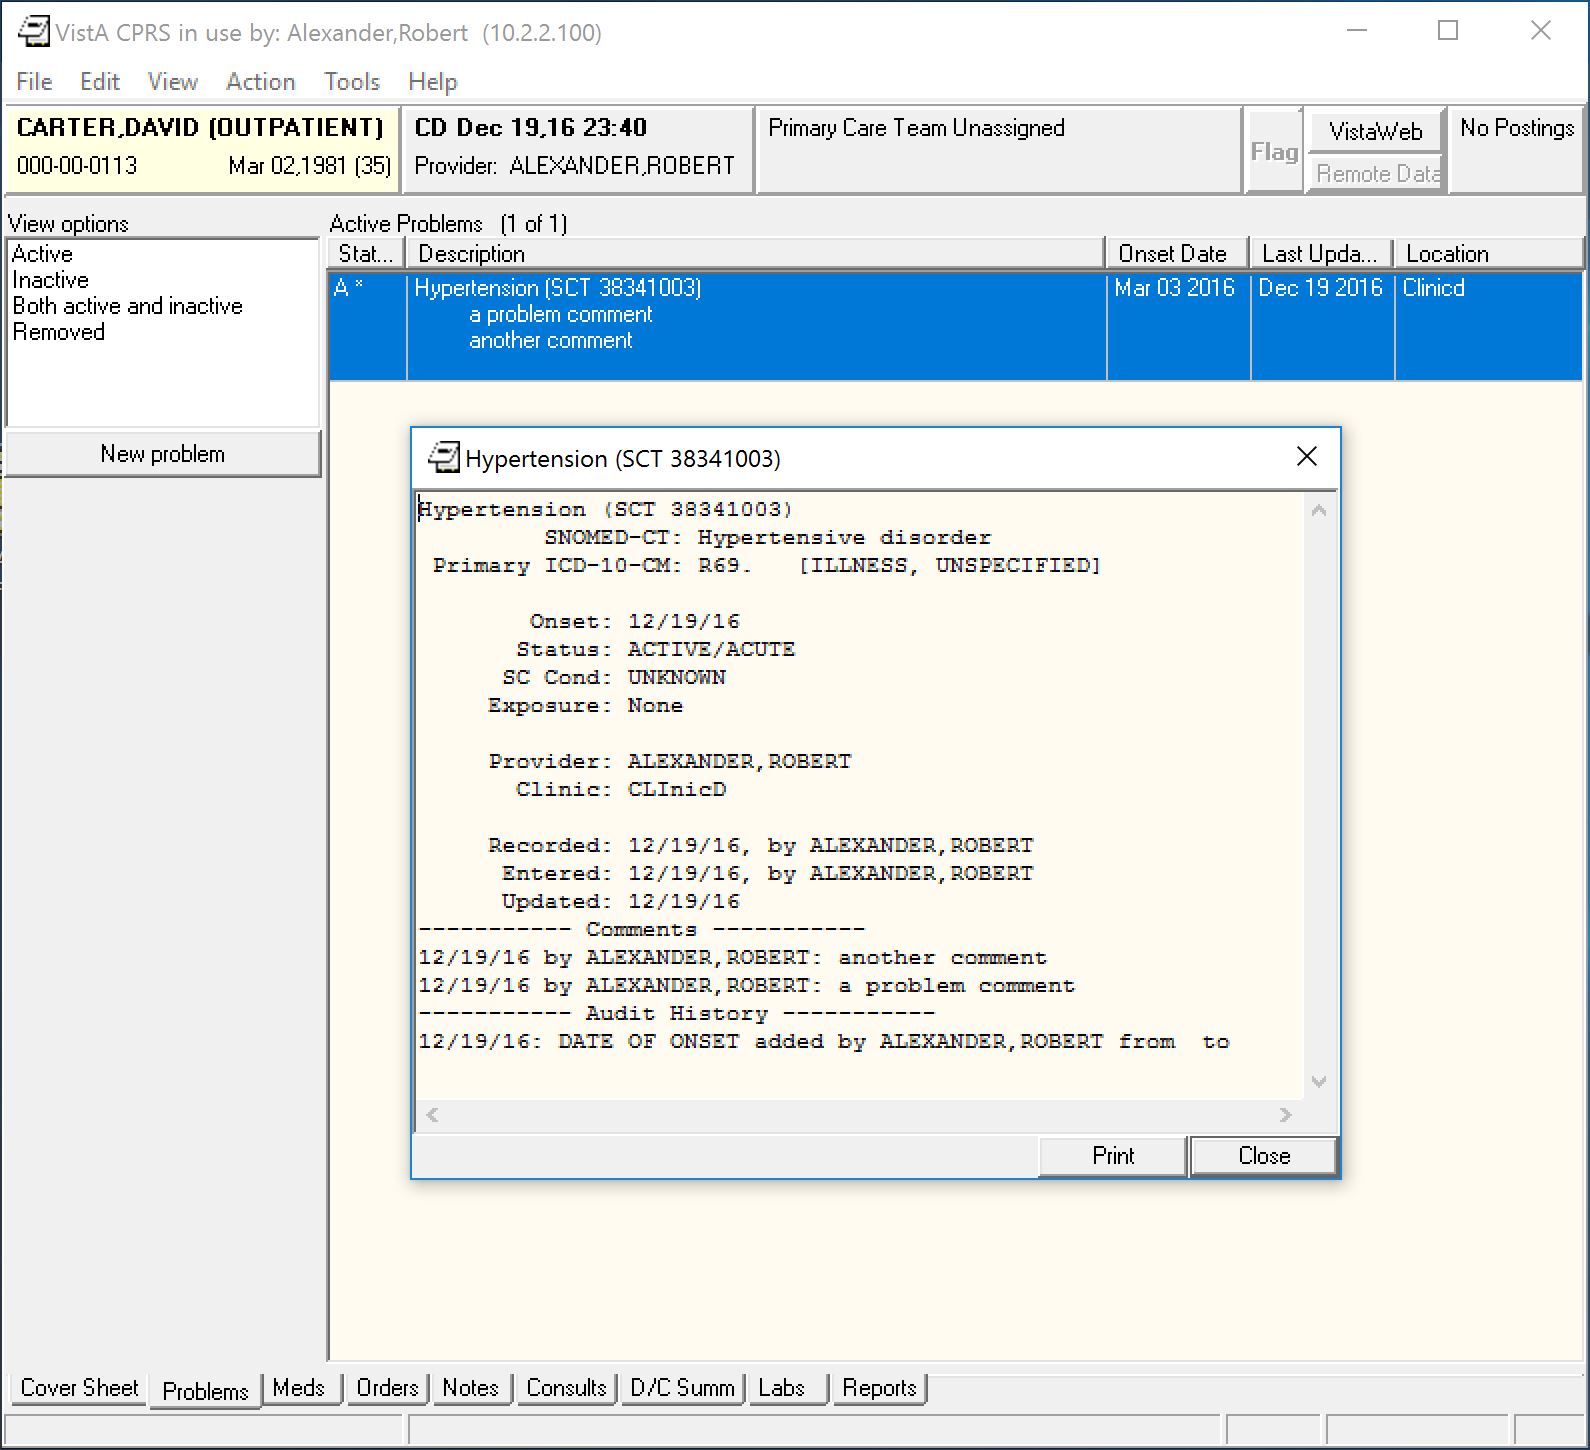 VistA CPRS in use by: Alexander,Robert (10.2.2.100)
File Edit View Action Tools Help
CARTER,DAVID (OUTPATIENT)
000-00-0113 Mar 02,1981 (35)
CD Dec 19,16 23:40
Provider: ALEXANDER,ROBERT
Primary Care Team Unassigned
Flag
VistaWeb
Remote Data
No Postings
View options
Active
Inactive
Both active and inactive
Removed
New problem
Active Problems (1 of 1)
Stat... Description Onset Date Last Upda... Location
A * Hypertension (SCT 38341003) Mar 03 2016 Dec 19 2016 Clinicd
a problem comment
another comment
Hypertension (SCT 38341003)
Hypertension (SCT 38341003)
SNOMED-CT: Hypertensive disorder
Primary ICD-10-CM: R69. [ILLNESS, UNSPECIFIED]
Onset: 12/19/16
Status: ACTIVE/ACUTE
SC Cond: UNKNOWN
Exposure: None
Provider: ALEXANDER,ROBERT
Clinic: CLInicD
Recorded: 12/19/16, by ALEXANDER,ROBERT
Entered: 12/19/16, by ALEXANDER,ROBERT
Updated: 12/19/16
----------- Comments -----------
12/19/16 by ALEXANDER,ROBERT: another comment
12/19/16 by ALEXANDER,ROBERT: a problem comment
----------- Audit History -----------
12/19/16: DATE OF ONSET added by ALEXANDER,ROBERT from  to
Print Close
Cover Sheet Problems Meds Orders Notes Consults D/C Summ Labs Reports